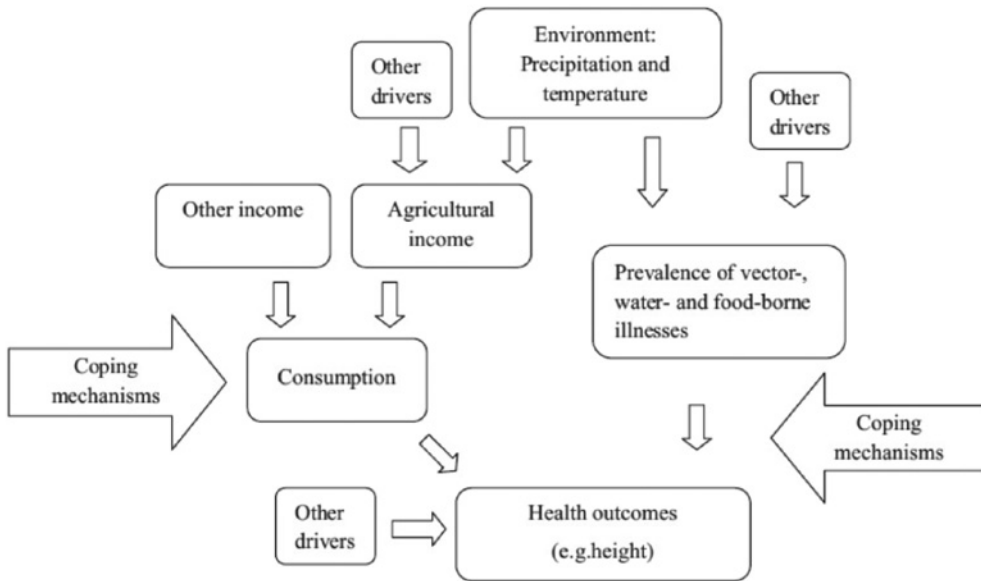 Environment:
Precipitation and
temperature
Other
drivers
Other
drivers
Other income
Agricultural
income
Prevalence of vector-,
water- and food-borne
illnesses
Coping
mechanisms
Consumption
Coping
mechanisms
Other
drivers
Health outcomes
(e.g.height)